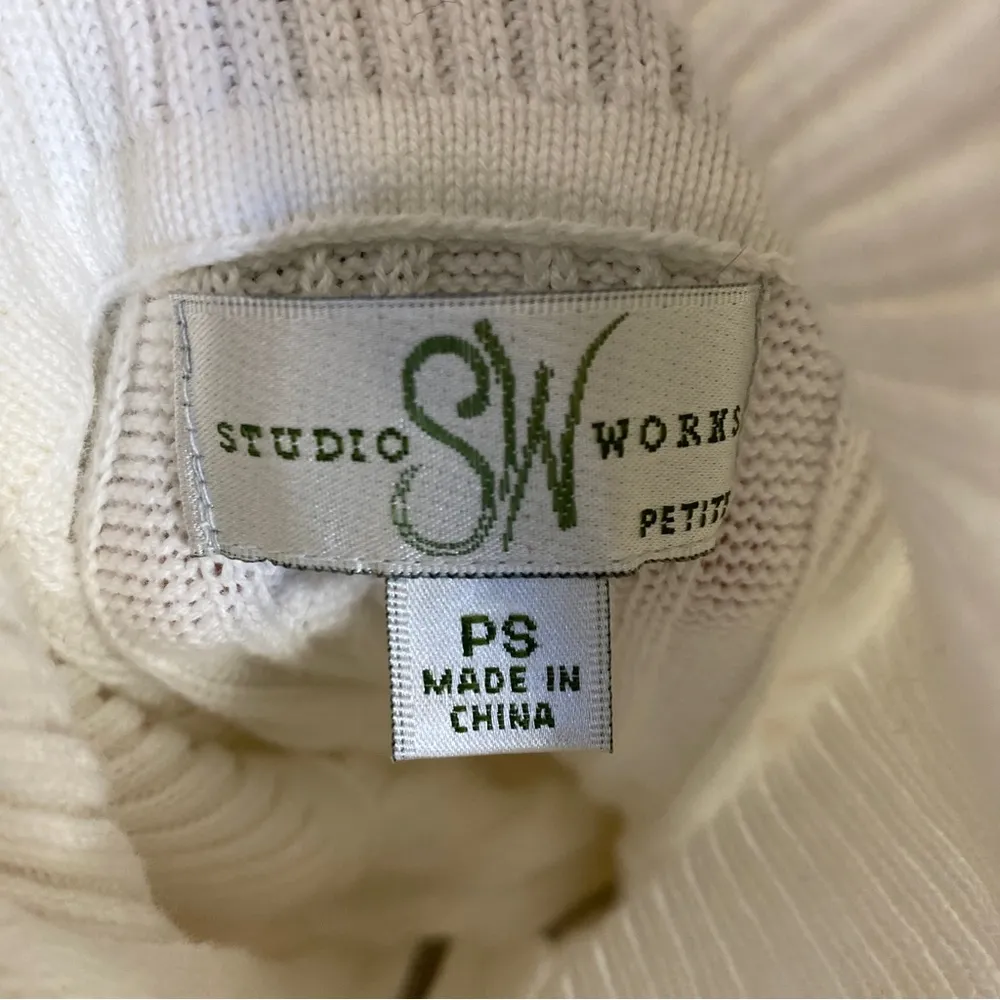 STUDIO SW WORKS
PETITE
PS
MADE IN
CHINA